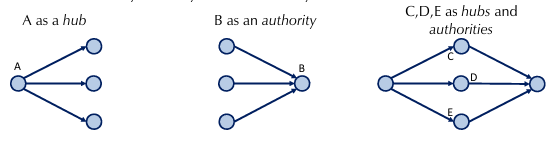 A as a hub
B as an authority
C,D,E as hubs and
authorities
A
B
C
D
E